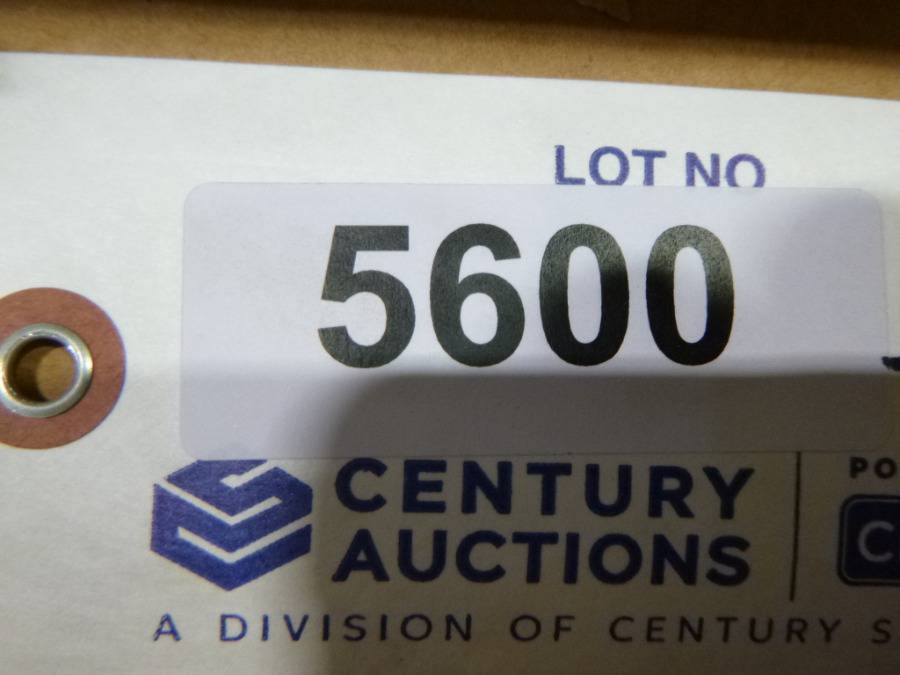 LOT NO
5600
CENTURY
AUCTIONS
A DIVISION OF CENTURY